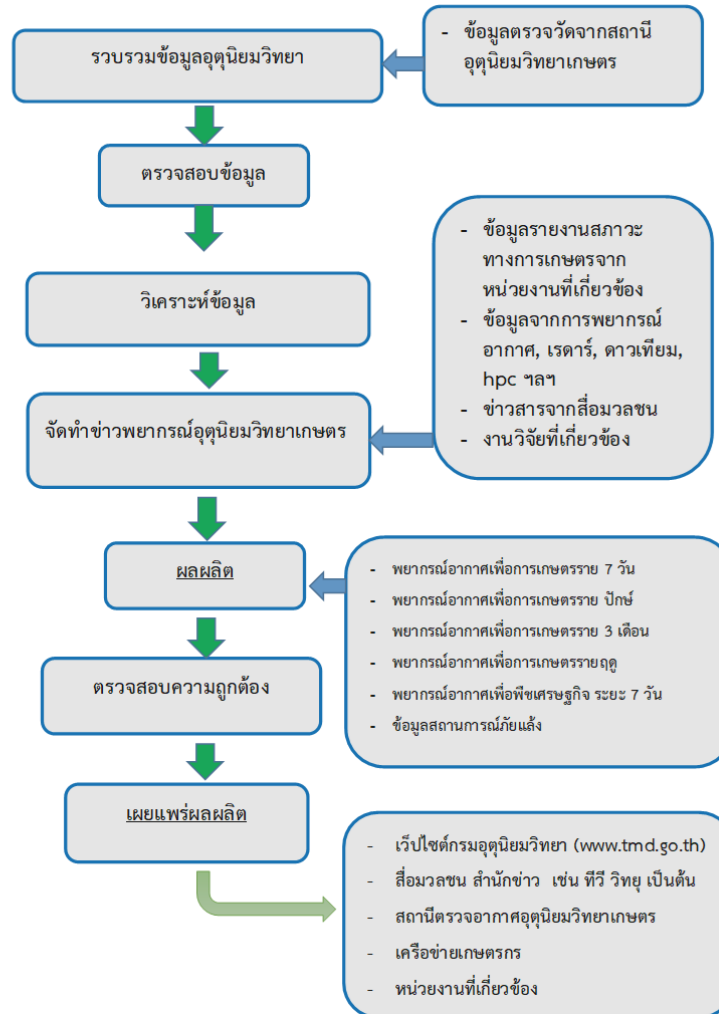 รวบรวมข้อมูลอุตุนิยมวิทยา
- ข้อมูลตรวจวัดจากสถานี
อุตุนิยมวิทยาเกษตร
ตรวจสอบข้อมูล
วิเคราะห์ข้อมูล
- ข้อมูลรายงานสภาวะ
ทางการเกษตรจาก
หน่วยงานที่เกี่ยวข้อง
- ข้อมูลจากการพยากรณ์
อากาศ, เรดาร์, ดาวเทียม,
hpc ฯลฯ
- ข่าวสารจากสื่อมวลชน
- งานวิจัยที่เกี่ยวข้อง
จัดทำข่าวพยากรณ์อุตุนิยมวิทยาเกษตร
ผลผลิต
- พยากรณ์อากาศเพื่อการเกษตรราย 7 วัน
- พยากรณ์อากาศเพื่อการเกษตรราย ปักษ์
- พยากรณ์อากาศเพื่อการเกษตรราย 3 เดือน
- พยากรณ์อากาศเพื่อการเกษตรรายฤดู
- พยากรณ์อากาศเพื่อพืชเศรษฐกิจ ระยะ 7 วัน
- ข้อมูลสถานการณ์ภัยแล้ง
ตรวจสอบความถูกต้อง
เผยแพร่ผลผลิต
- เว็ปไซต์กรมอุตุนิยมวิทยา (www.tmd.go.th)
- สื่อมวลชน สำนักข่าว เช่น ทีวี วิทยุ เป็นต้น
- สถานีตรวจอากาศอุตุนิยมวิทยาเกษตร
- เครือข่ายเกษตรกร
- หน่วยงานที่เกี่ยวข้อง